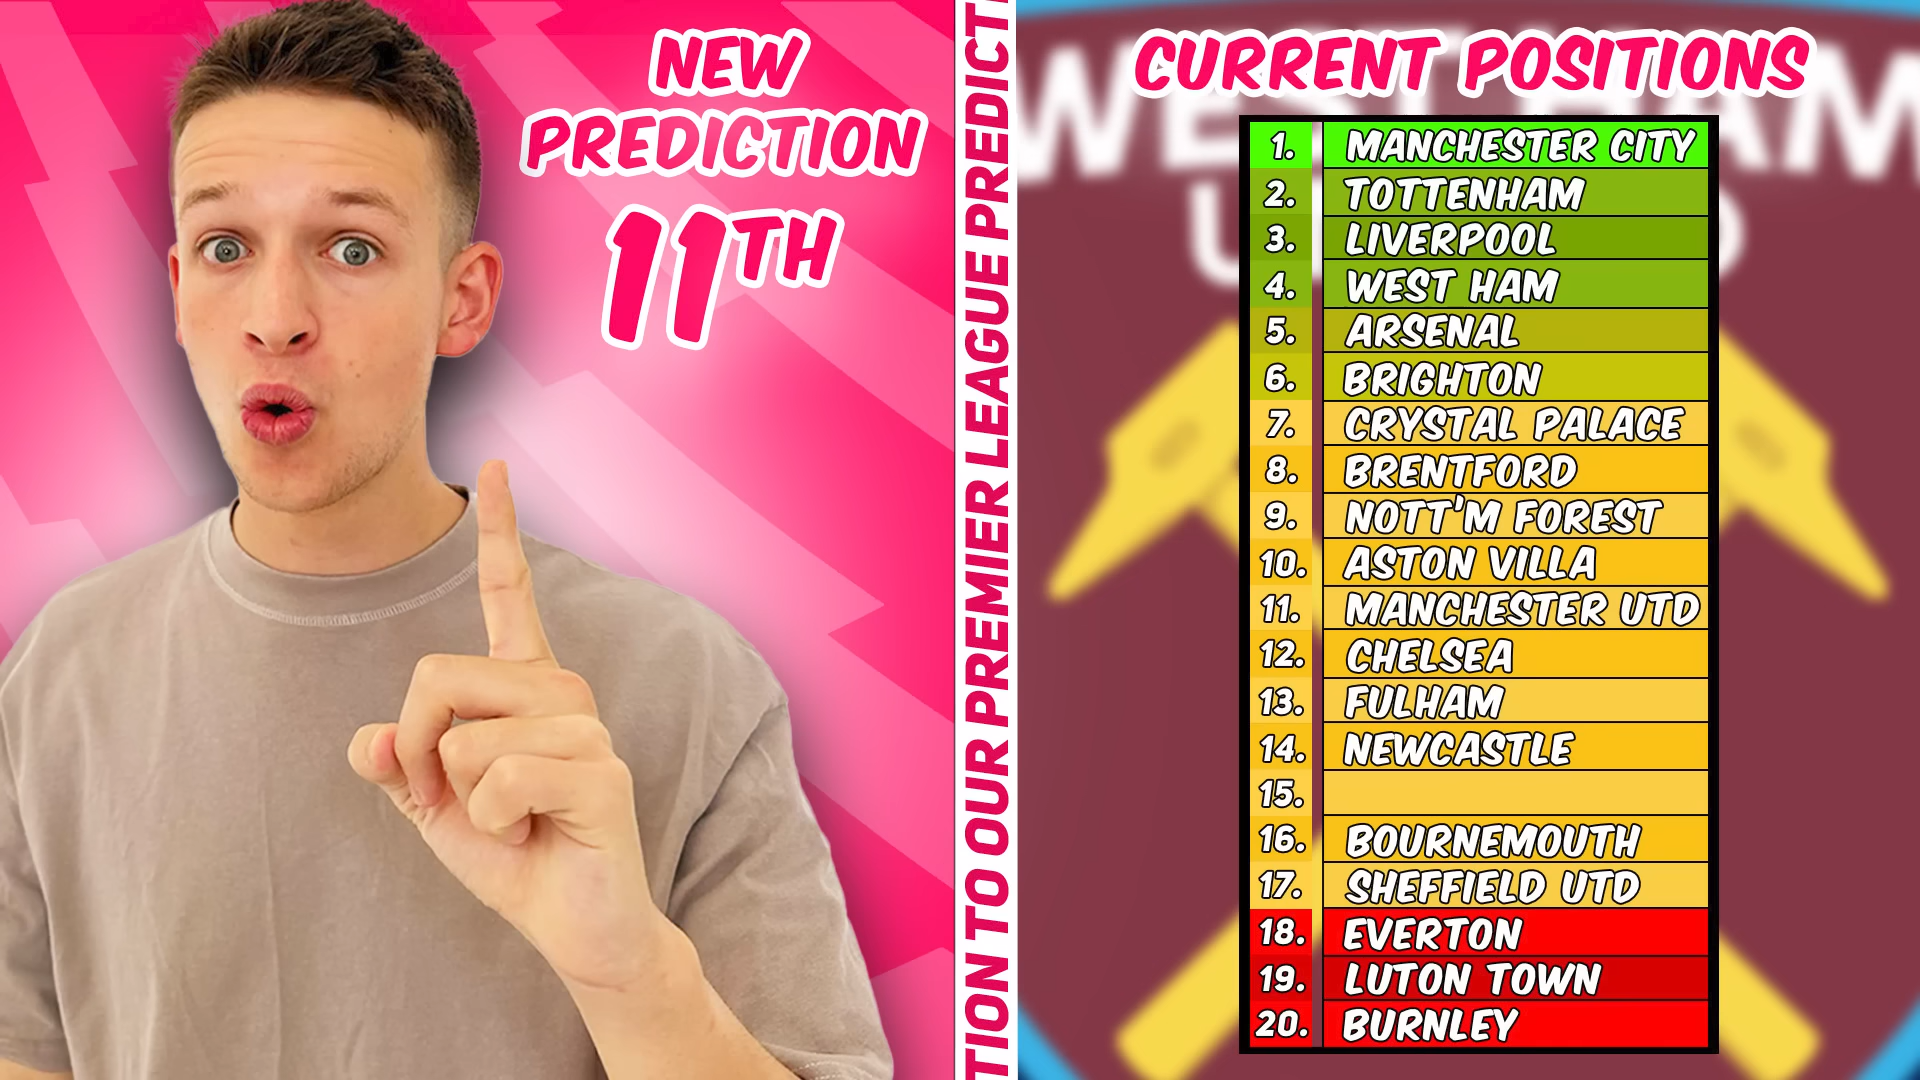 NEW
PREDICTION
11TH
TION TO OUR PREMIER LEAGUE PREDICTI
CURRENT POSITIONS
1. MANCHESTER CITY
2. TOTTENHAM
3. LIVERPOOL
4. WEST HAM
5. ARSENAL
6. BRIGHTON
7. CRYSTAL PALACE
8. BRENTFORD
9. NOTT'M FOREST
10. ASTON VILLA
11. MANCHESTER UTD
12. CHELSEA
13. FULHAM
14. NEWCASTLE
15.
16. BOURNEMOUTH
17. SHEFFIELD UTD
18. EVERTON
19. LUTON TOWN
20. BURNLEY